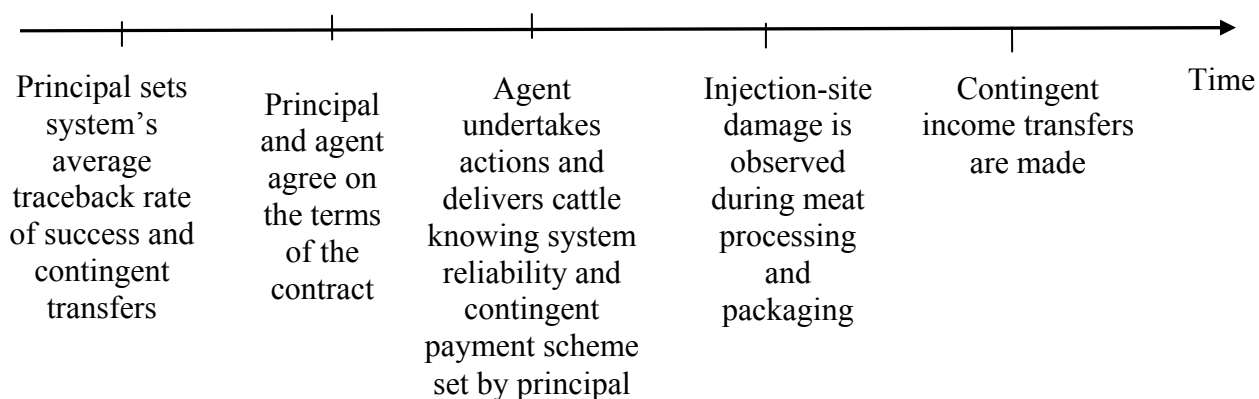 Principal sets
system’s
average
traceback rate
of success and
contingent
transfers
Principal
and agent
agree on
the terms
of the
contract
Agent
undertakes
actions and
delivers cattle
knowing system
reliability and
contingent
payment scheme
set by principal
Injection-site
damage is
observed
during meat
processing
and
packaging
Contingent
income transfers
are made
Time